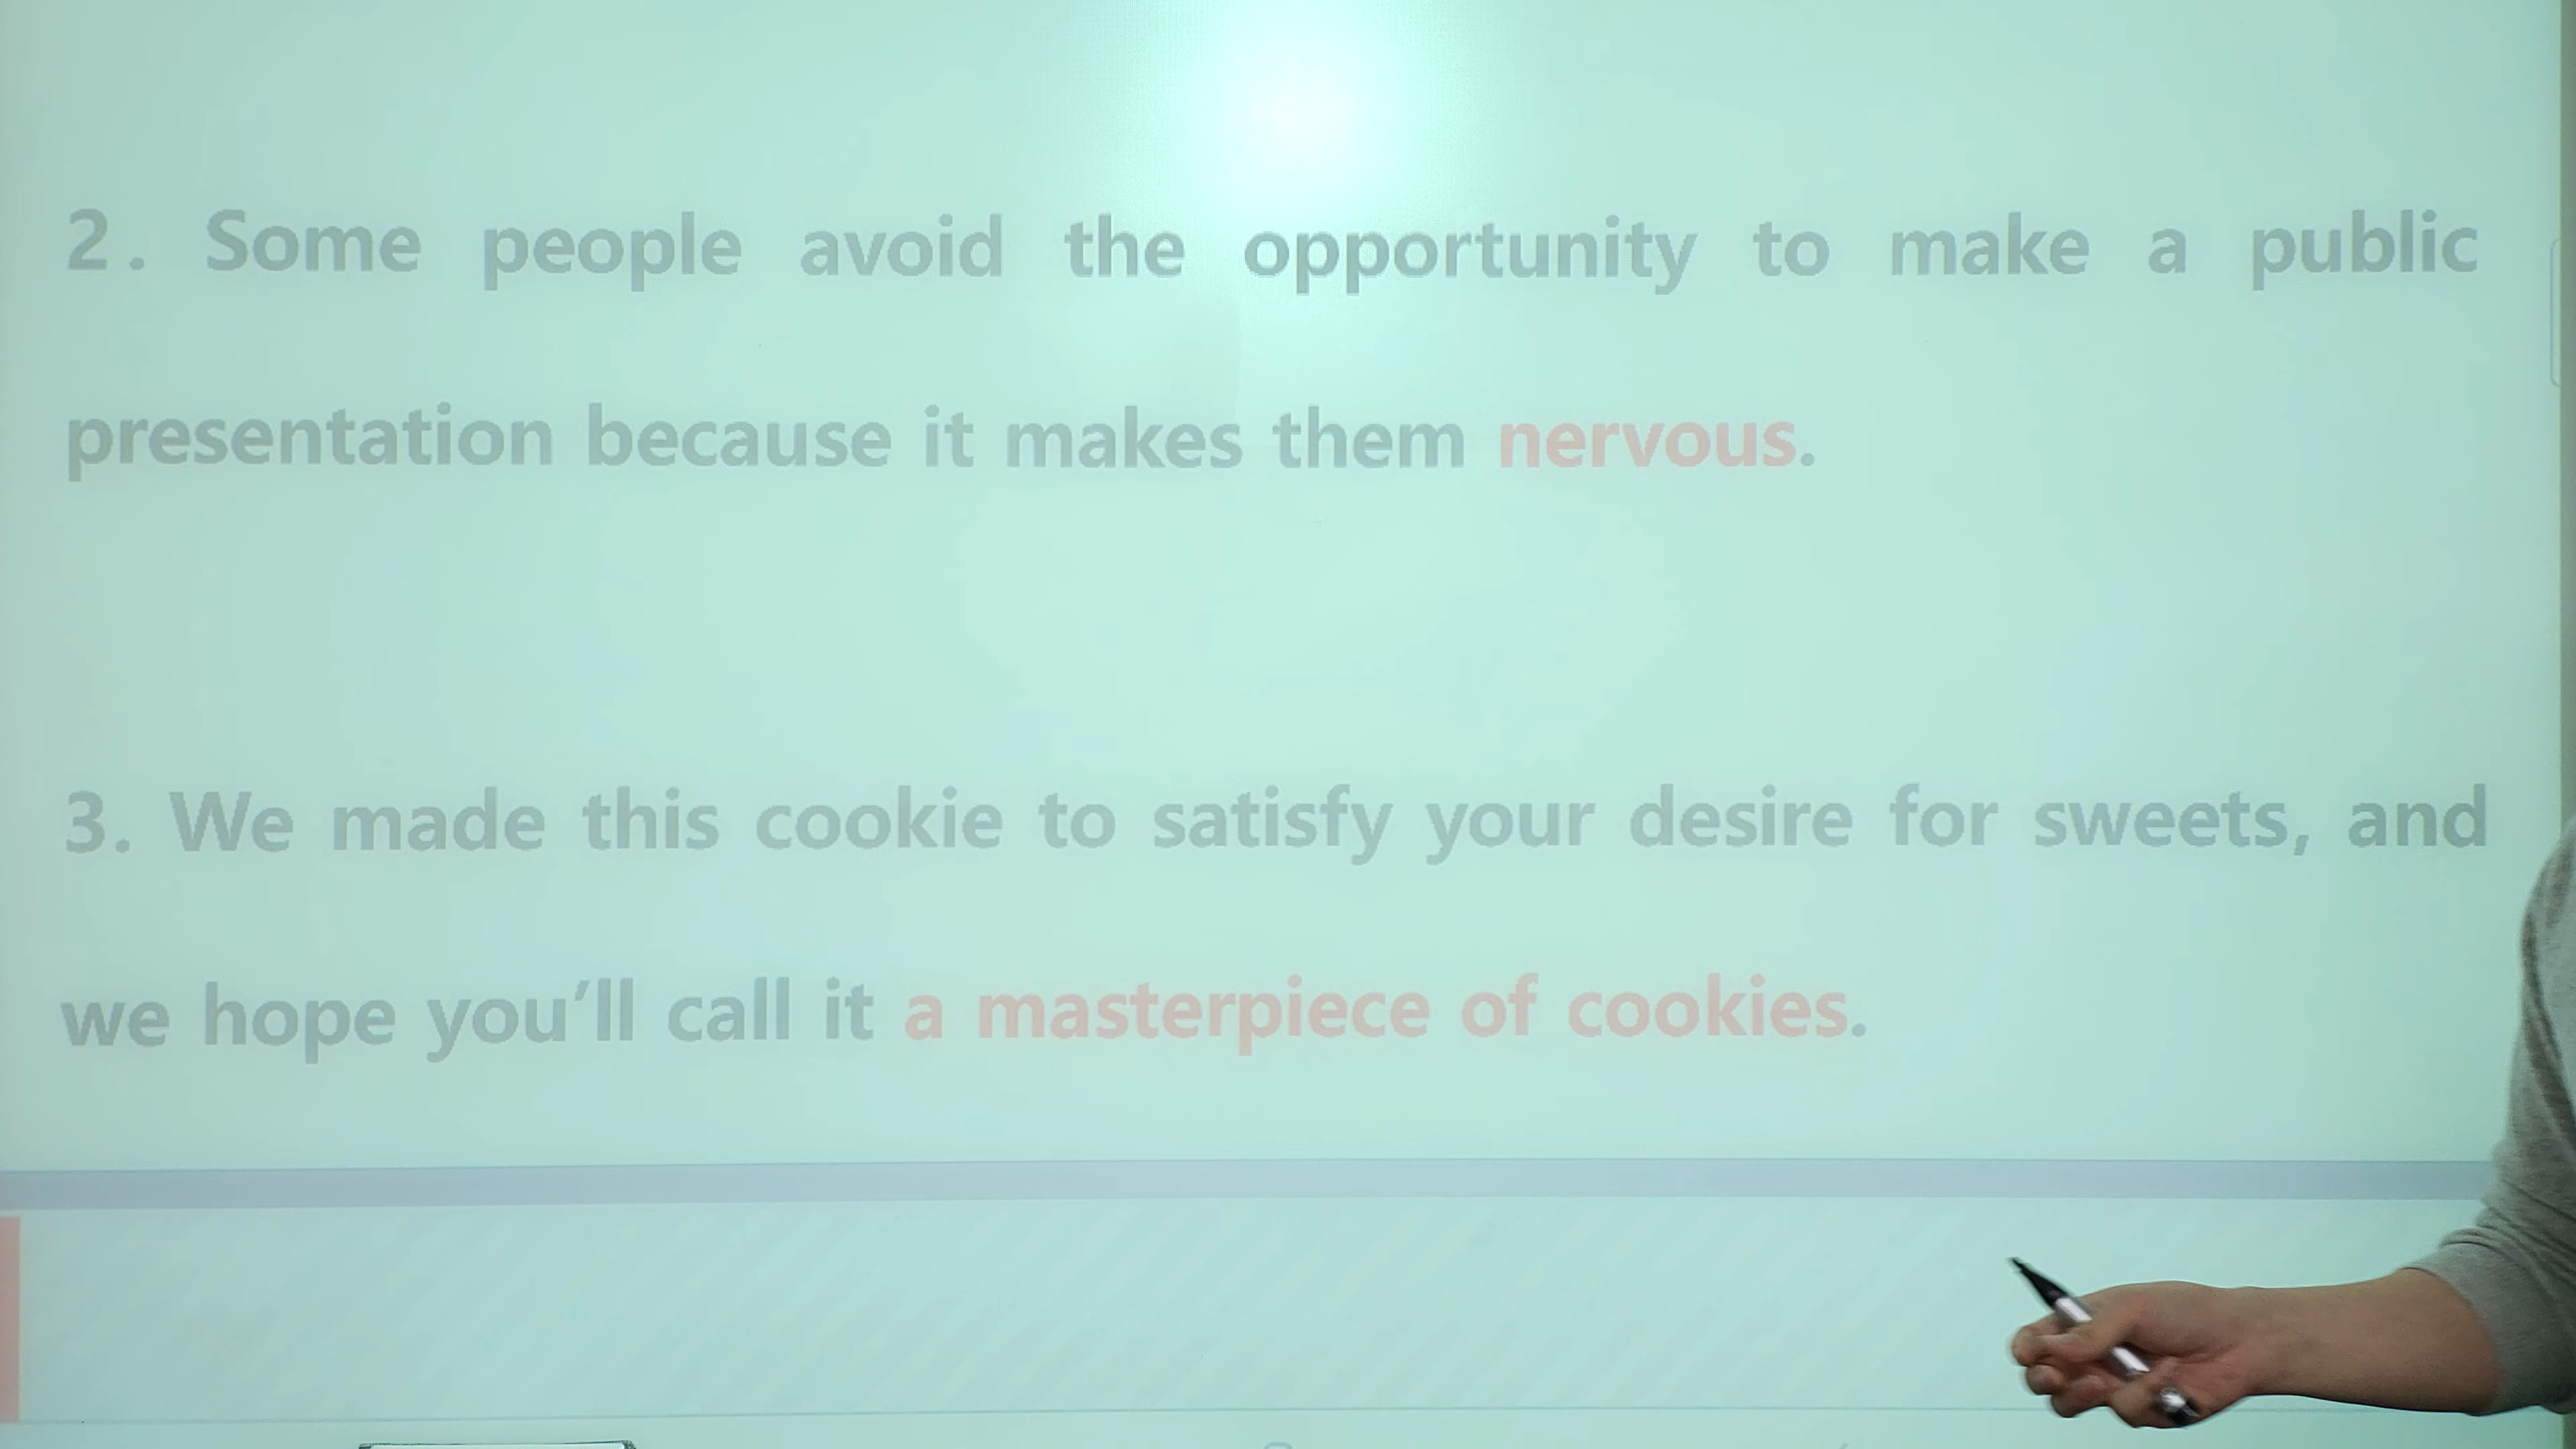 2. Some people avoid the opportunity to make a public
presentation because it makes them nervous.
3. We made this cookie to satisfy your desire for sweets, and
we hope you’ll call it a masterpiece of cookies.